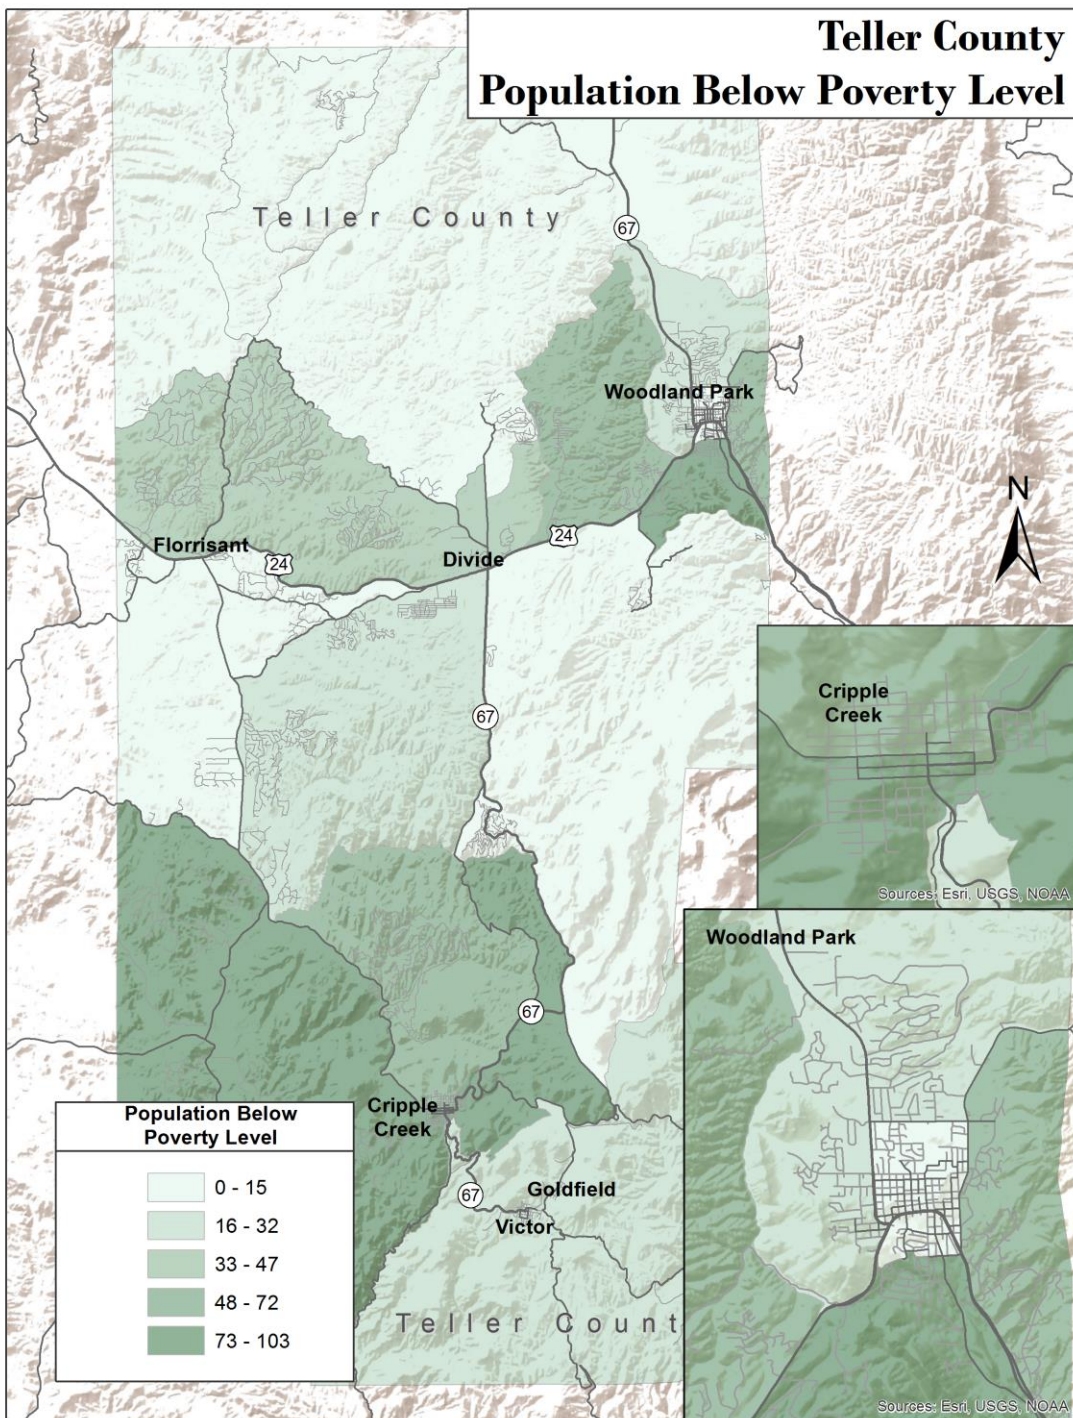 Teller County
Population Below Poverty Level
Teller County
67
Woodland Park
Florrisant
24
Divide
24
N
67
Cripple
Creek
Sources: Esri, USGS, NOAA
Woodland Park
67
Cripple
Creek
67
Goldfield
Victor
Teller Count
Population Below
Poverty Level
0 - 15
16 - 32
33 - 47
48 - 72
73 - 103
Sources: Esri, USGS, NOAA